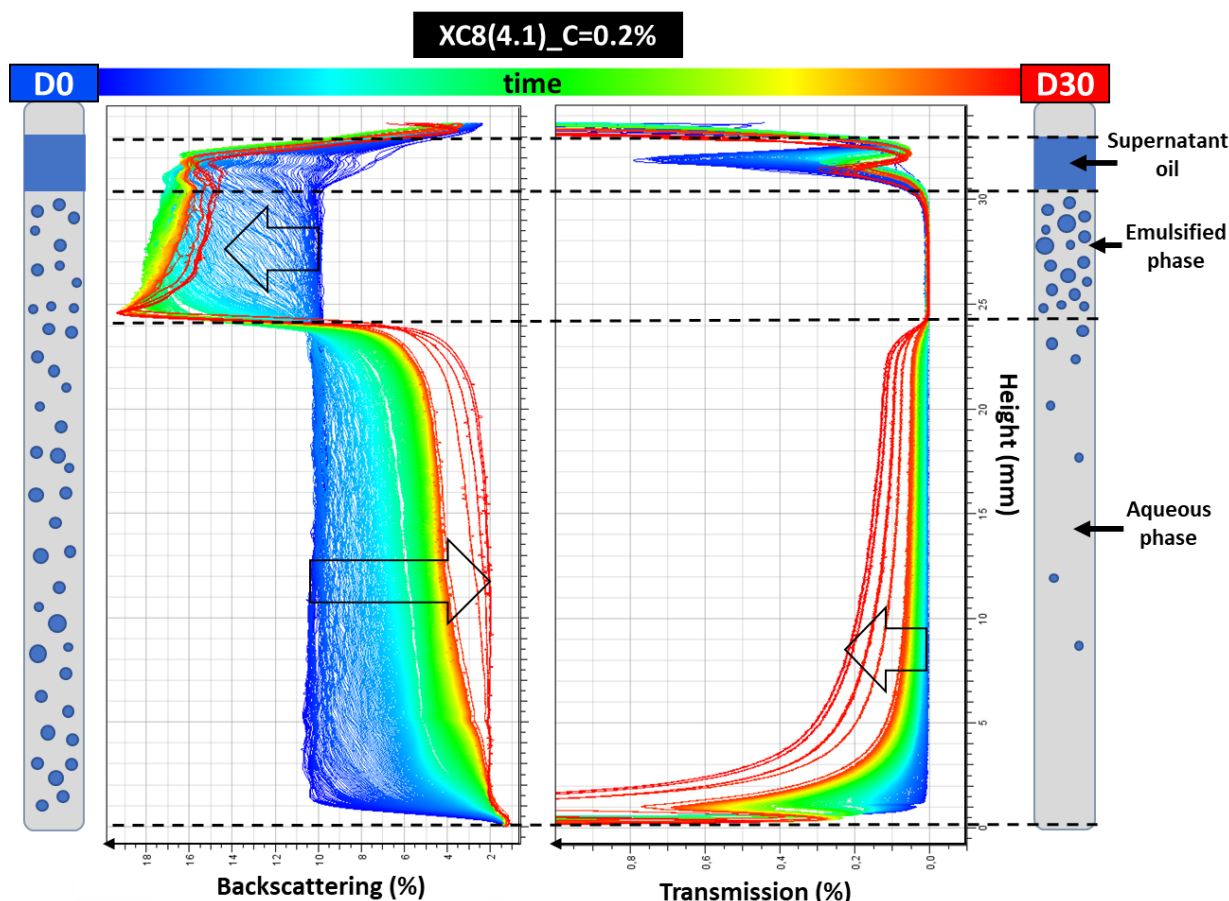 XC8(4.1)_C=0.2%
D0
time
D30
Supernatant
oil
Emulsified
phase
Aqueous
phase
Height (mm)
30
25
20
15
10
5
0
18
16
14
12
10
8
6
4
2
Backscattering (%)
0,8
0,6
0,4
0,2
0,0
Transmission (%)